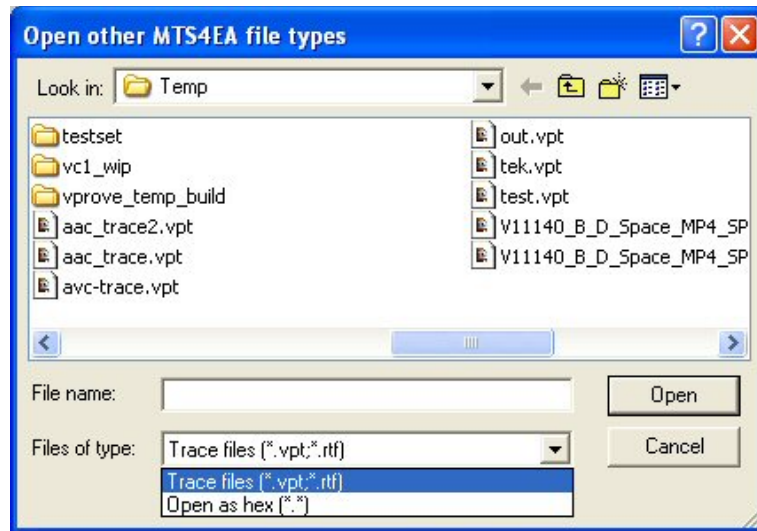 Open other MTS4EA file types
Look in: Temp
testset
vc1_wip
vprove_temp_build
aac_trace2.vpt
aac_trace.vpt
avc-trace.vpt
out.vpt
tek.vpt
test.vpt
V11140_B_D_Space_MP4_SP
V11140_B_D_Space_MP4_SP
File name:
Open
Files of type: Trace files (*.vpt;*.rtf)
Cancel
Trace files (*.vpt;*.rtf)
Open as hex (*.*)